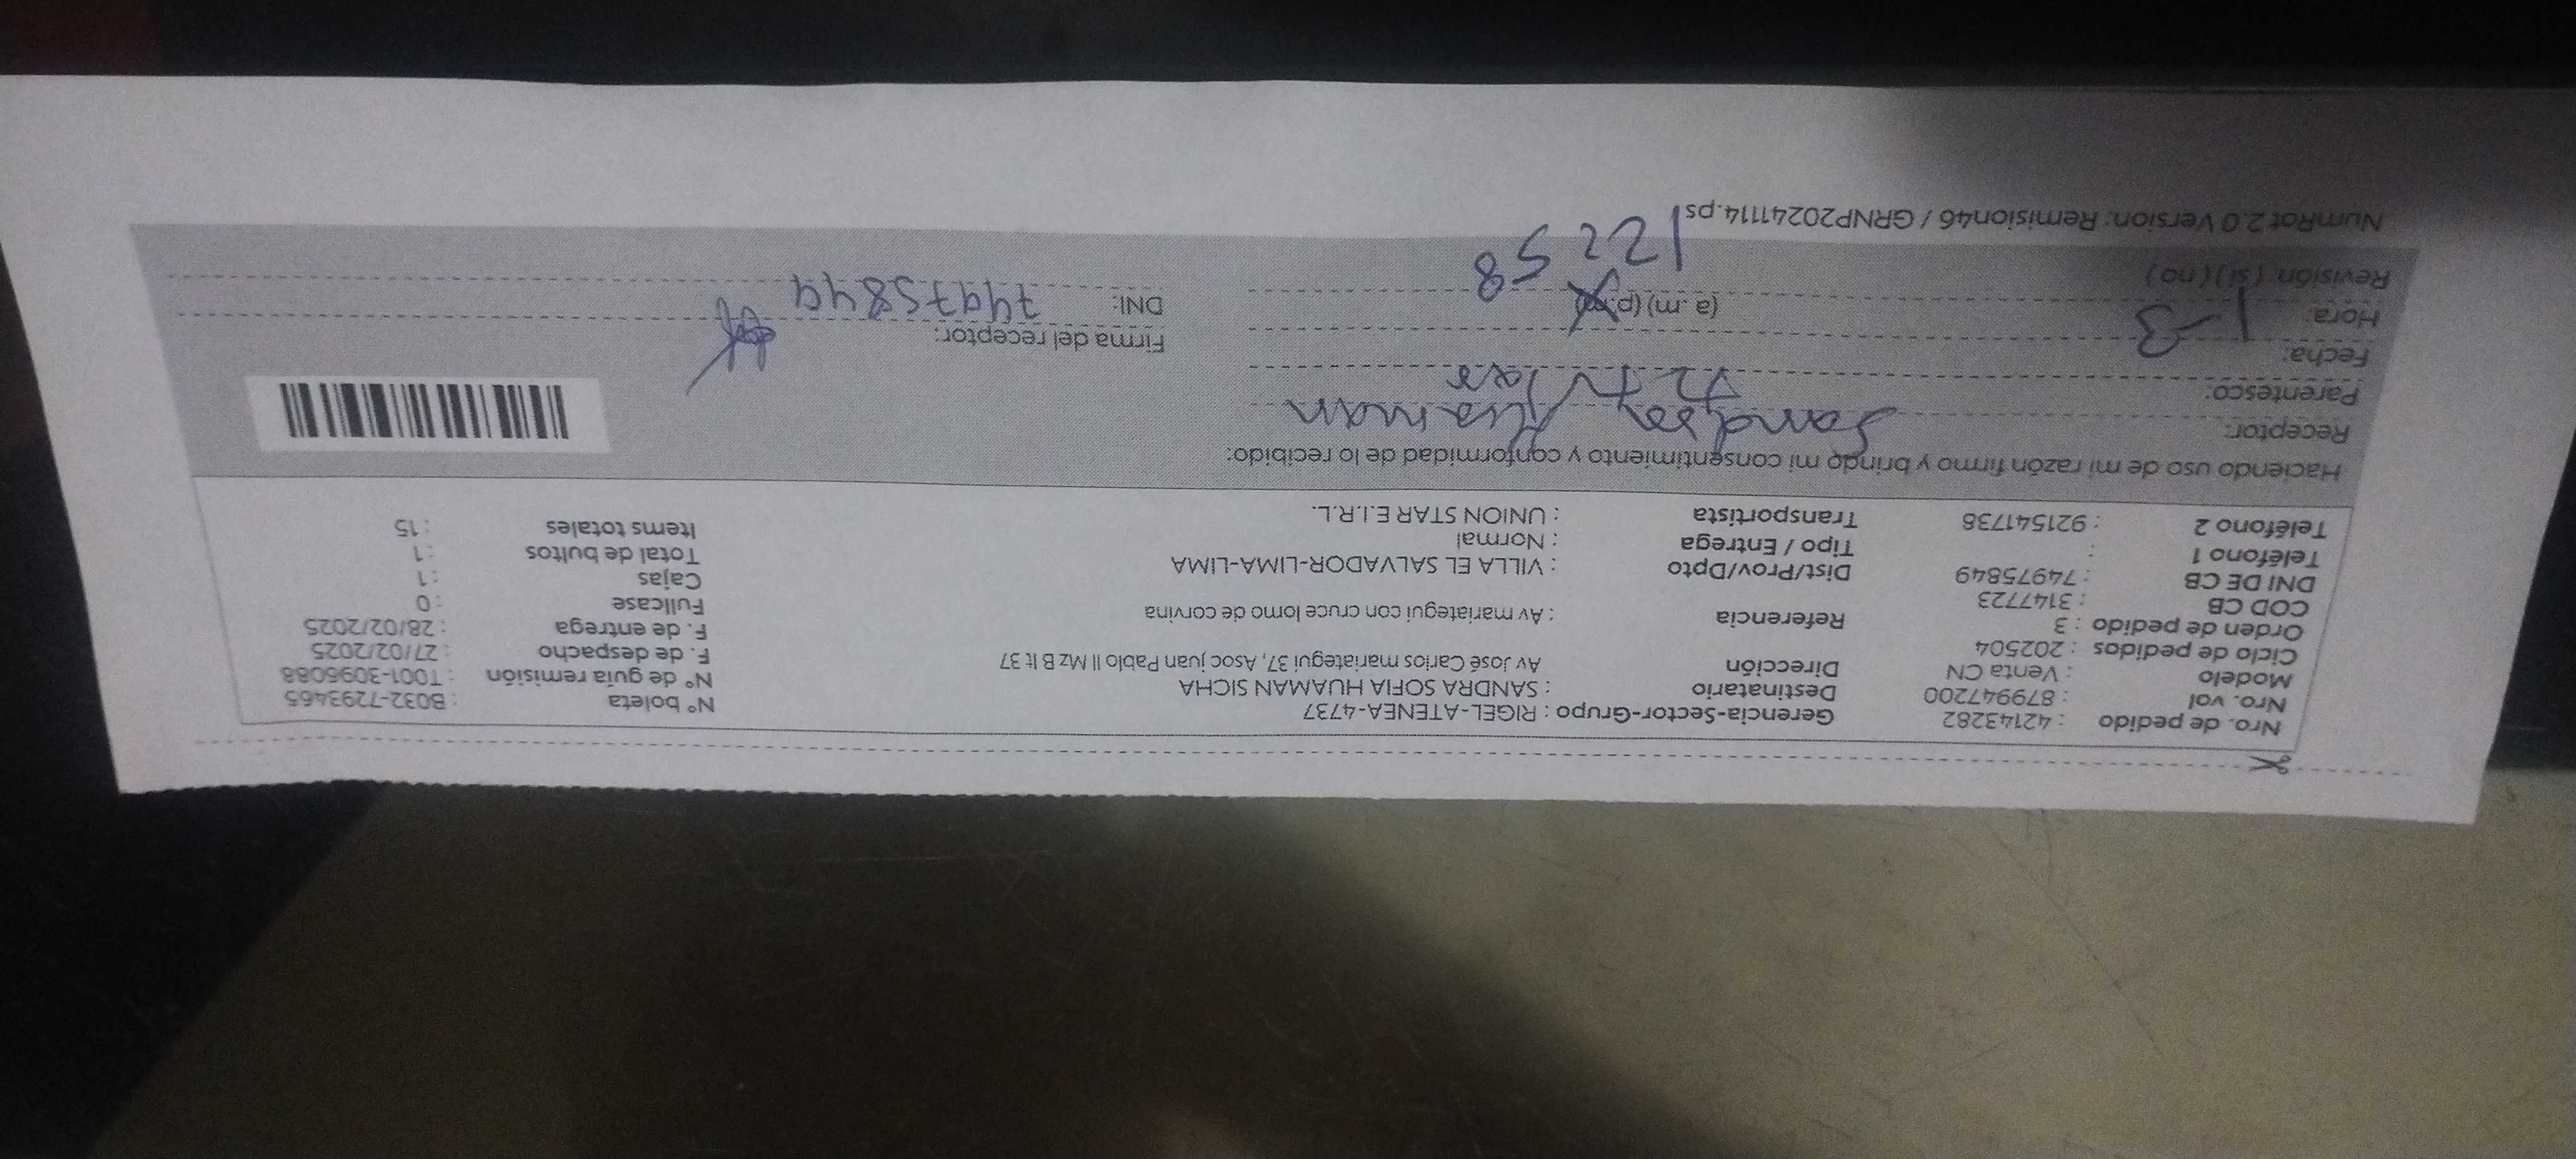 Nro. de pedido : 42143282 Gerencia-Sector-Grupo : RIGEL-ATENEA-4737 N° boleta : B032-7293465
Nro. val : 879947200 Destinatario : SANDRA SOFIA HUAMAN SICHA N° de guía remisión : T001-3096088
Modelo : Venta CN Dirección Av José Carlos mariategui 37, Asoc juan Pablo II Mz B lt 37 F. de despacho : 27/02/2025
Ciclo de pedidos : 202504 F. de entrega : 28/02/2025
Orden de pedido : 3 Referencia : Av mariategui con cruce lomo de corvina Fullcase : 0
COD CB : 3147723 Cajas : 1
DNI DE CB : 74975849 Dist/Prov/Dpto : VILLA EL SALVADOR-LIMA-LIMA Total de bultos : 1
Teléfono 1 : Tipo / Entrega : Normal Items totales : 15
Teléfono 2 : 921541738 Transportista : UNION STAR E.I.R.L.
Haciendo uso de mi razón firmo y brindo mi consentimiento y conformidad de lo recibido:
Receptor: Sandra Huaman
Parentesco:
Fecha: 1-3 Firma del receptor:
Hora: (a. m) (p.m) DNI: 74975849
Revisión: (si) (no) 12 2 58
NumRot 2.0 Version: Remision46 / GRNP20241114.ps